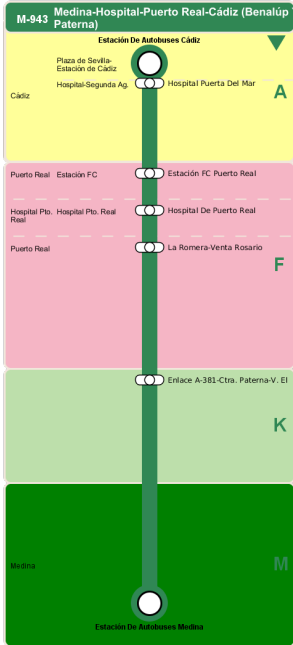 M-943 Medina-Hospital-Puerto Real-Cádiz (Benalúp
Paterna)
Estación De Autobuses Cádiz
Plaza de Sevilla-
Estación de Cádiz
Hospital-Segunda Ag.
Hospital Puerta Del Mar
Cádiz
A
Puerto Real
Estación FC
Estación FC Puerto Real
Hospital Pto.
Real
Hospital Pto. Real
Hospital De Puerto Real
Puerto Real
La Romera-Venta Rosario
F
Enlace A-381-Ctra. Paterna-V. El
K
Medina
M
Estación De Autobuses Medina